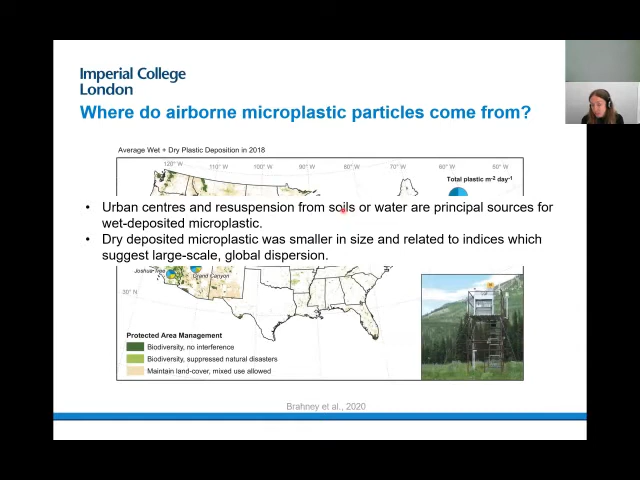 Imperial College
London
Where do airborne microplastic particles come from?
Average Wet + Dry Plastic Deposition in 2018
120° W 110° W 100° W 90° W 80° W 70° W 60° W 50° W
Total plastic m⁻² day⁻¹
• Urban centres and resuspension from soils or water are principal sources for
wet-deposited microplastic.
• Dry deposited microplastic was smaller in size and related to indices which
suggest large-scale, global dispersion.
Joshua Tree
Grand Canyon
30° N
Protected Area Management
Biodiversity, no interference
Biodiversity, suppressed natural disasters
Maintain land-cover, mixed use allowed
Brahney et al., 2020